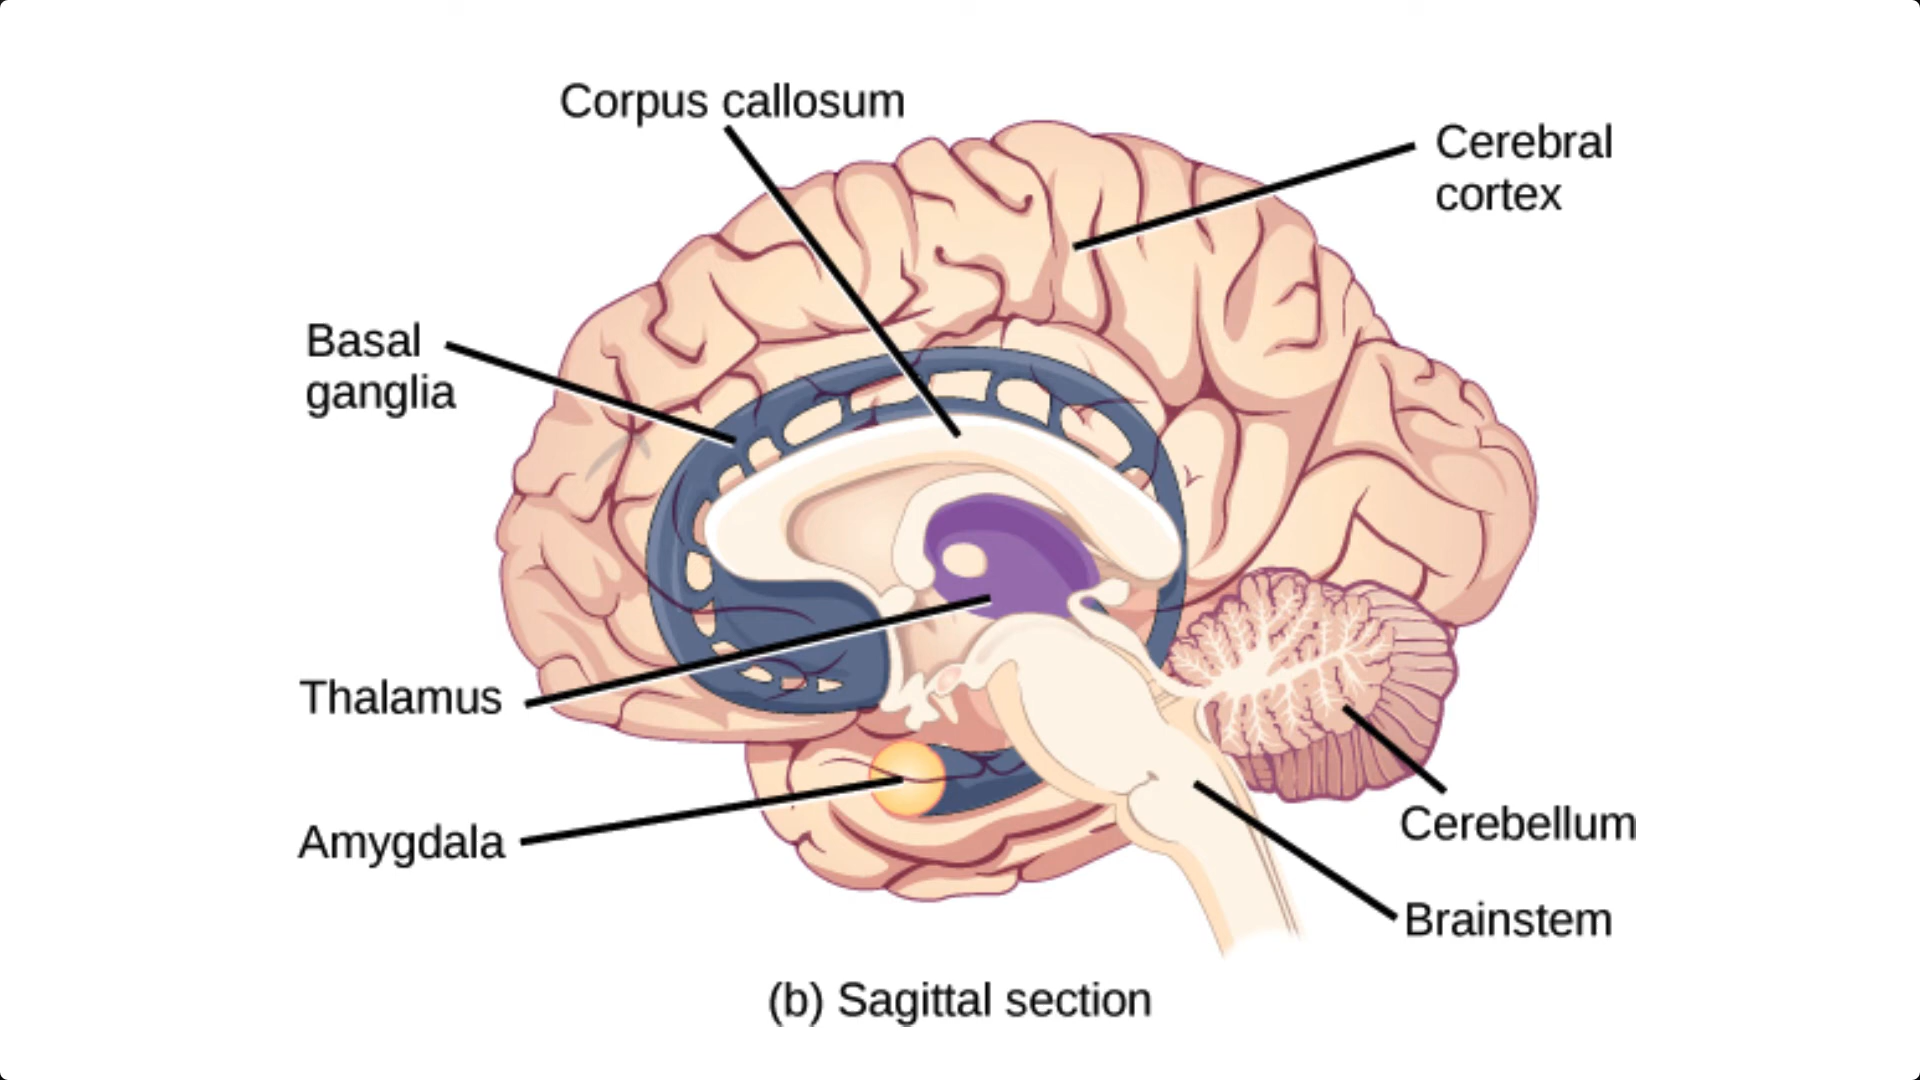 Corpus callosum
Cerebral
cortex
Basal
ganglia
Thalamus
Amygdala
Cerebellum
Brainstem
(b) Sagittal section